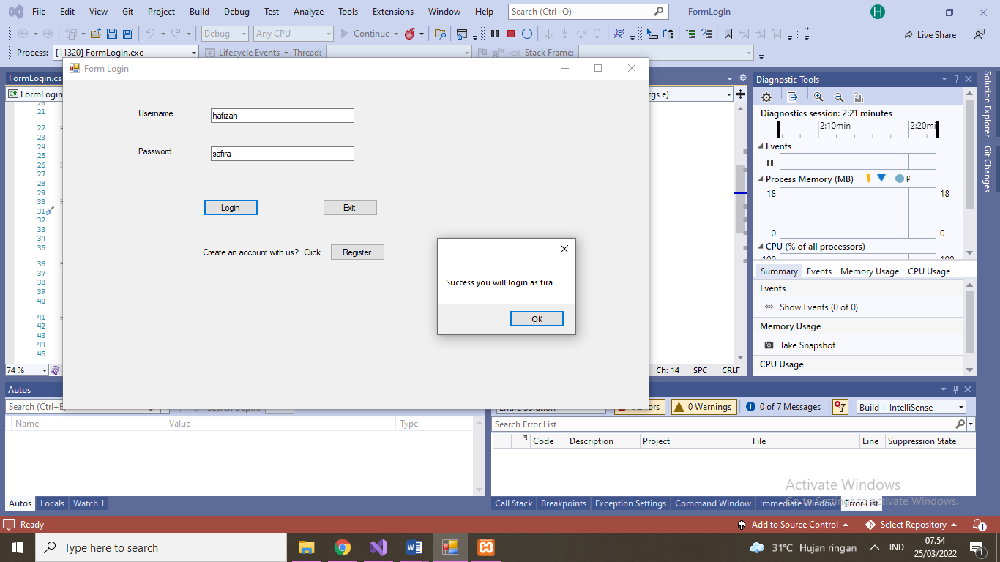 File Edit View Git Project Build Debug Test Analyze Tools Extensions Window Help Search (Ctrl+Q) FormLogin H
Debug Any CPU Continue Live Share
Process: [11320] FormLogin.exe Lifecycle Events Thread: Stack Frame:
Form Login
FormLogin.cs
FormLogin
rgs e)
20
21
22
23
24
25
26
27
28
29
30
31
32
33
34
35
36
37
38
39
40
41
42
43
44
45
Username hafizah
Password safira
Login Exit
Create an account with us? Click Register
Success you will login as fira
OK
74 % Ch: 14 SPC CRLF
Diagnostic Tools
Diagnostics session: 2:21 minutes
2:10min 2:20mi
Events
Process Memory (MB) P
18 18
0 0
CPU (% of all processors)
100 100
Summary Events Memory Usage CPU Usage
Events
Show Events (0 of 0)
Memory Usage
Take Snapshot
CPU Usage
Solution Explorer
Git Changes
Autos
Search (Ctrl+E) Search Depth:
Name Value Type
Entire Solution 0 Errors 0 Warnings 0 of 7 Messages Build + IntelliSense
Search Error List
Code Description Project File Line Suppression State
Activate Windows
Go to Settings to activate Windows.
Autos Locals Watch 1
Call Stack Breakpoints Exception Settings Command Window Immediate Window Error List
Ready Add to Source Control Select Repository 1
Type here to search
31°C Hujan ringan IND 07.54
25/03/2022 1